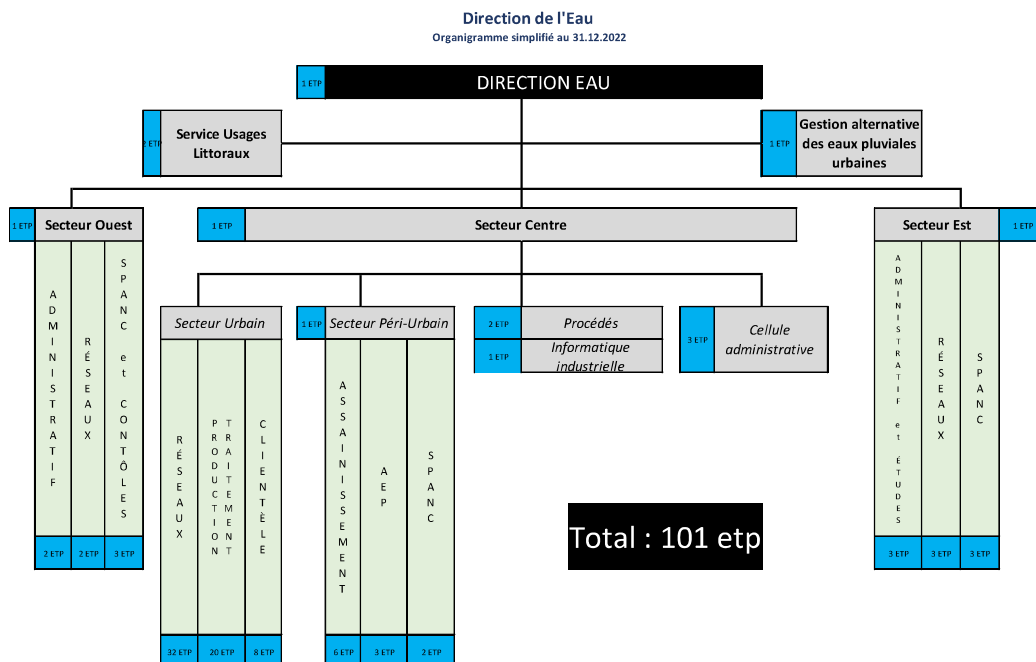 Direction de l'Eau
Organigramme simplifié au 31.12.2022
1 ETP
DIRECTION EAU
2 ETP
Service Usages
Littoraux
1 ETP
Gestion alternative
des eaux pluviales
urbaines
1 ETP
Secteur Ouest
1 ETP
Secteur Centre
Secteur Est
1 ETP
ADMINISTRATIF
RÉSEAUX
SPANC et CONTÔLES
2 ETP
2 ETP
3 ETP
Secteur Urbain
RÉSEAUX
PRODUCTION
TRAITEMENT
CLIENTÈLE
32 ETP
20 ETP
8 ETP
1 ETP
Secteur Péri-Urbain
ASSAINISSEMENT
AEP
SPANC
6 ETP
3 ETP
2 ETP
2 ETP
Procédés
1 ETP
Informatique
industrielle
3 ETP
Cellule
administrative
ADMINISTRATIF et ÉTUDES
RÉSEAUX
SPANC
3 ETP
3 ETP
3 ETP
Total : 101 etp